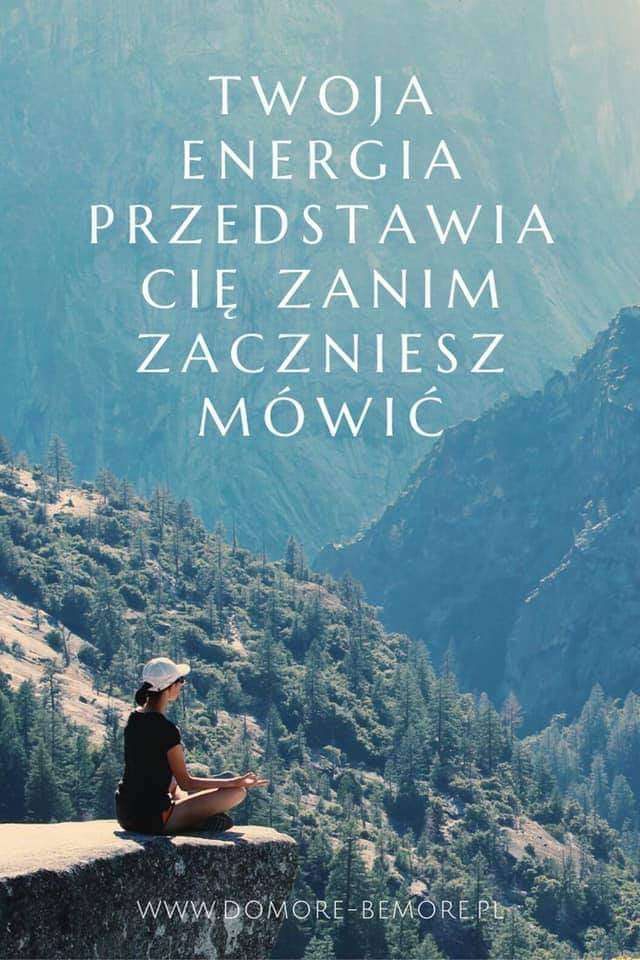 TWOJA
ENERGIA
PRZEDSTAWIA
CIĘ ZANIM
ZACZNIESZ
MÓWIĆ
WWW.DOMORE-BEMORE.PL